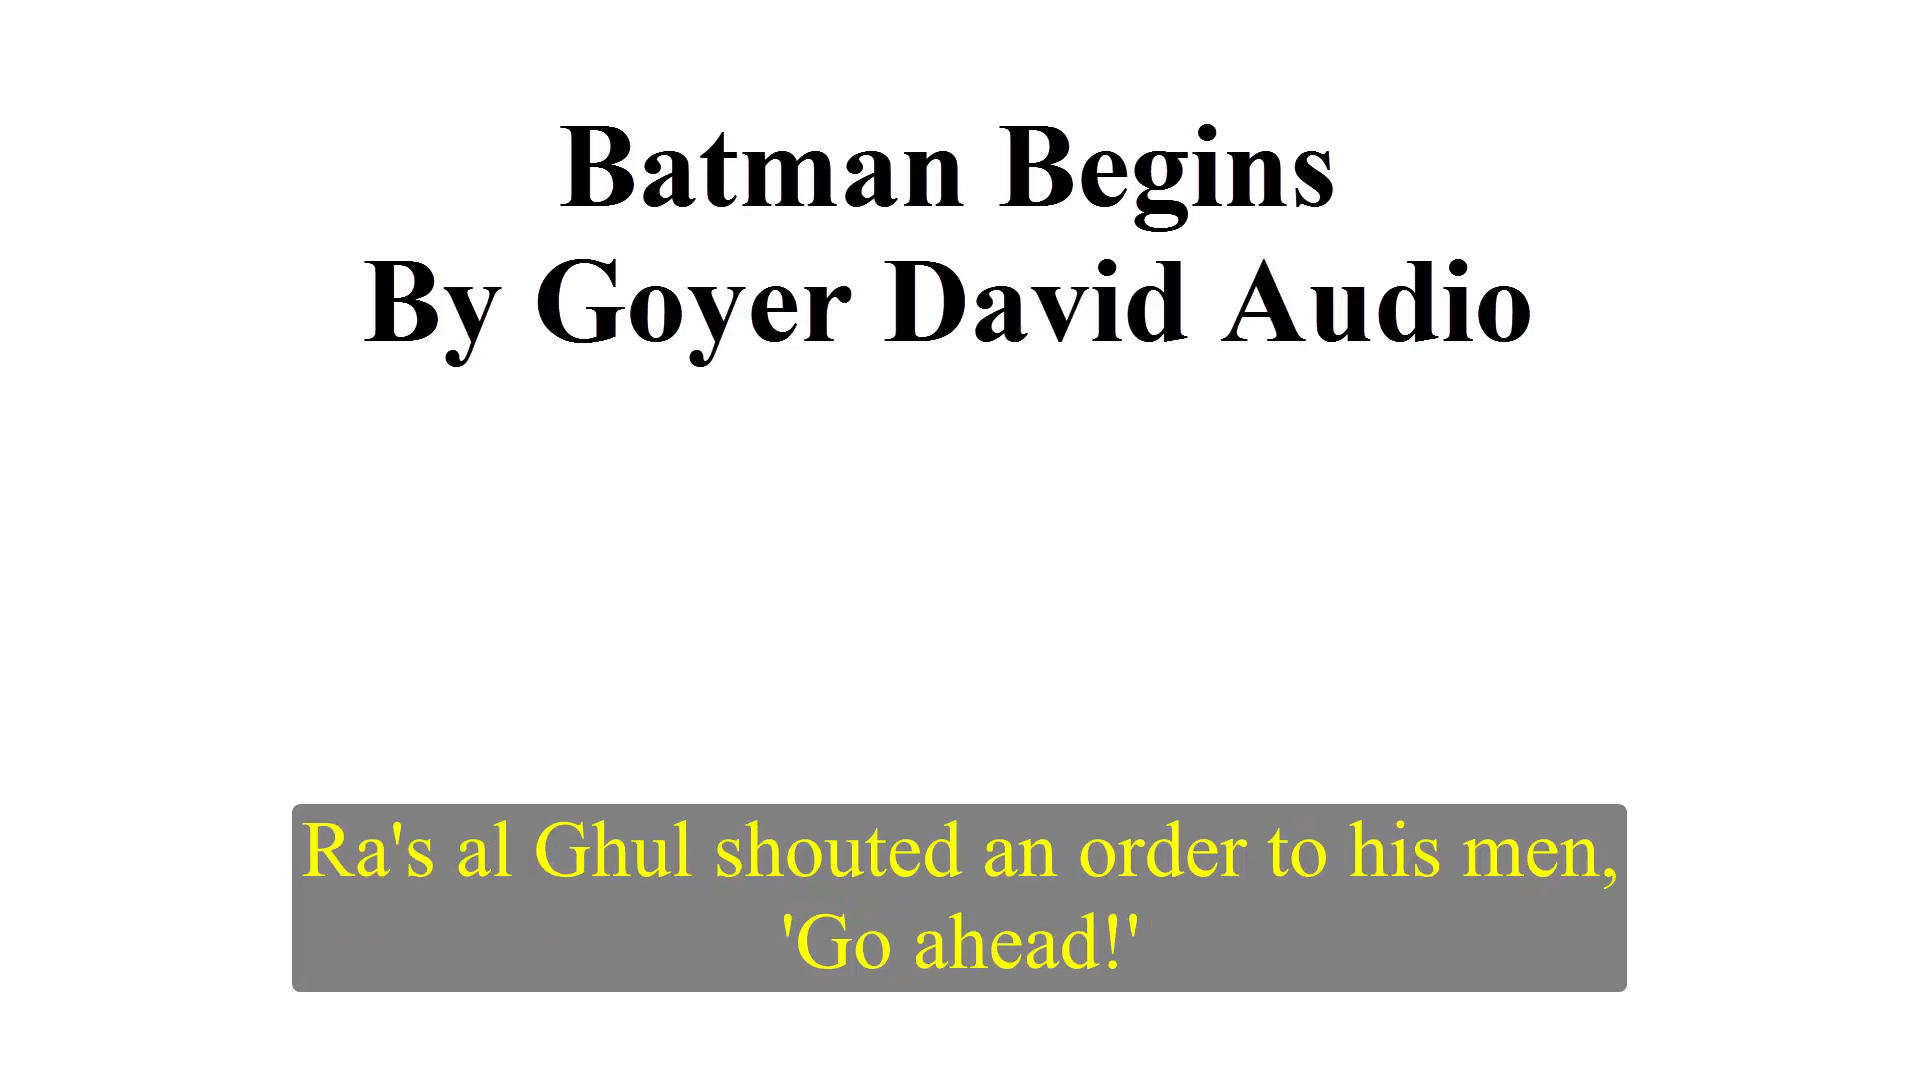 Batman Begins
By Goyer David Audio
Ra's al Ghul shouted an order to his men,
'Go ahead!'